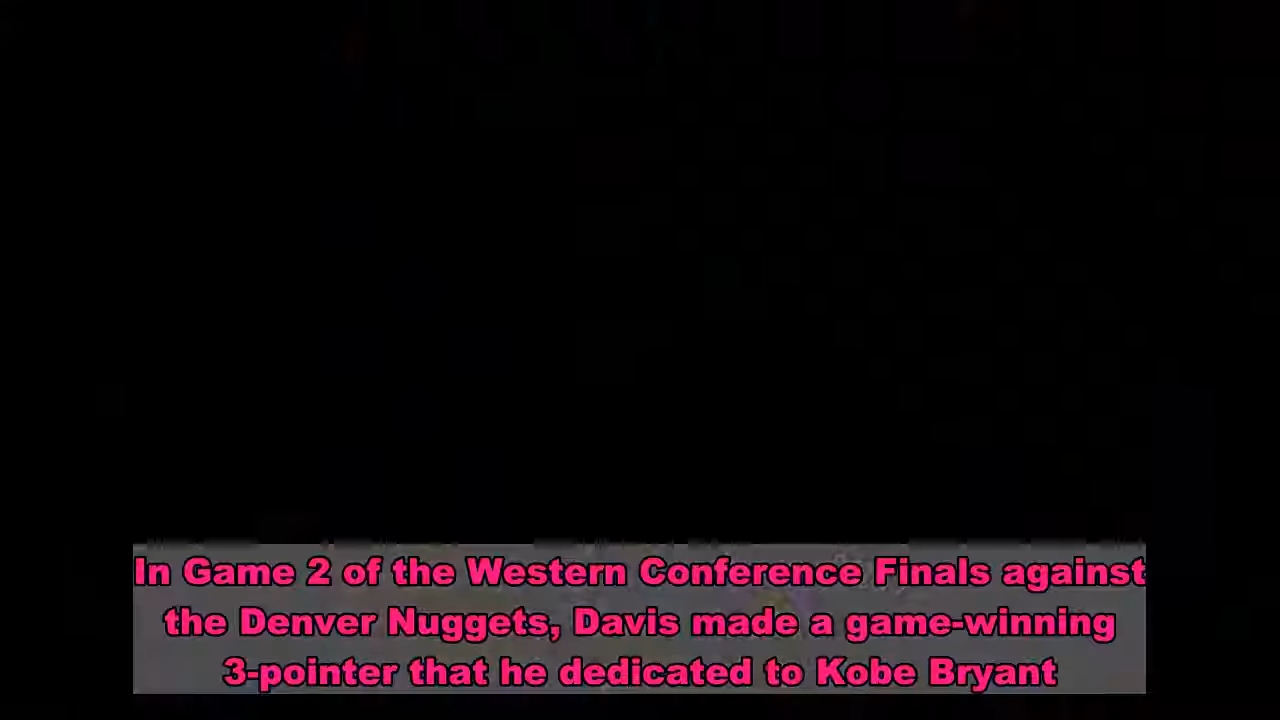 In Game 2 of the Western Conference Finals against
the Denver Nuggets, Davis made a game-winning
3-pointer that he dedicated to Kobe Bryant